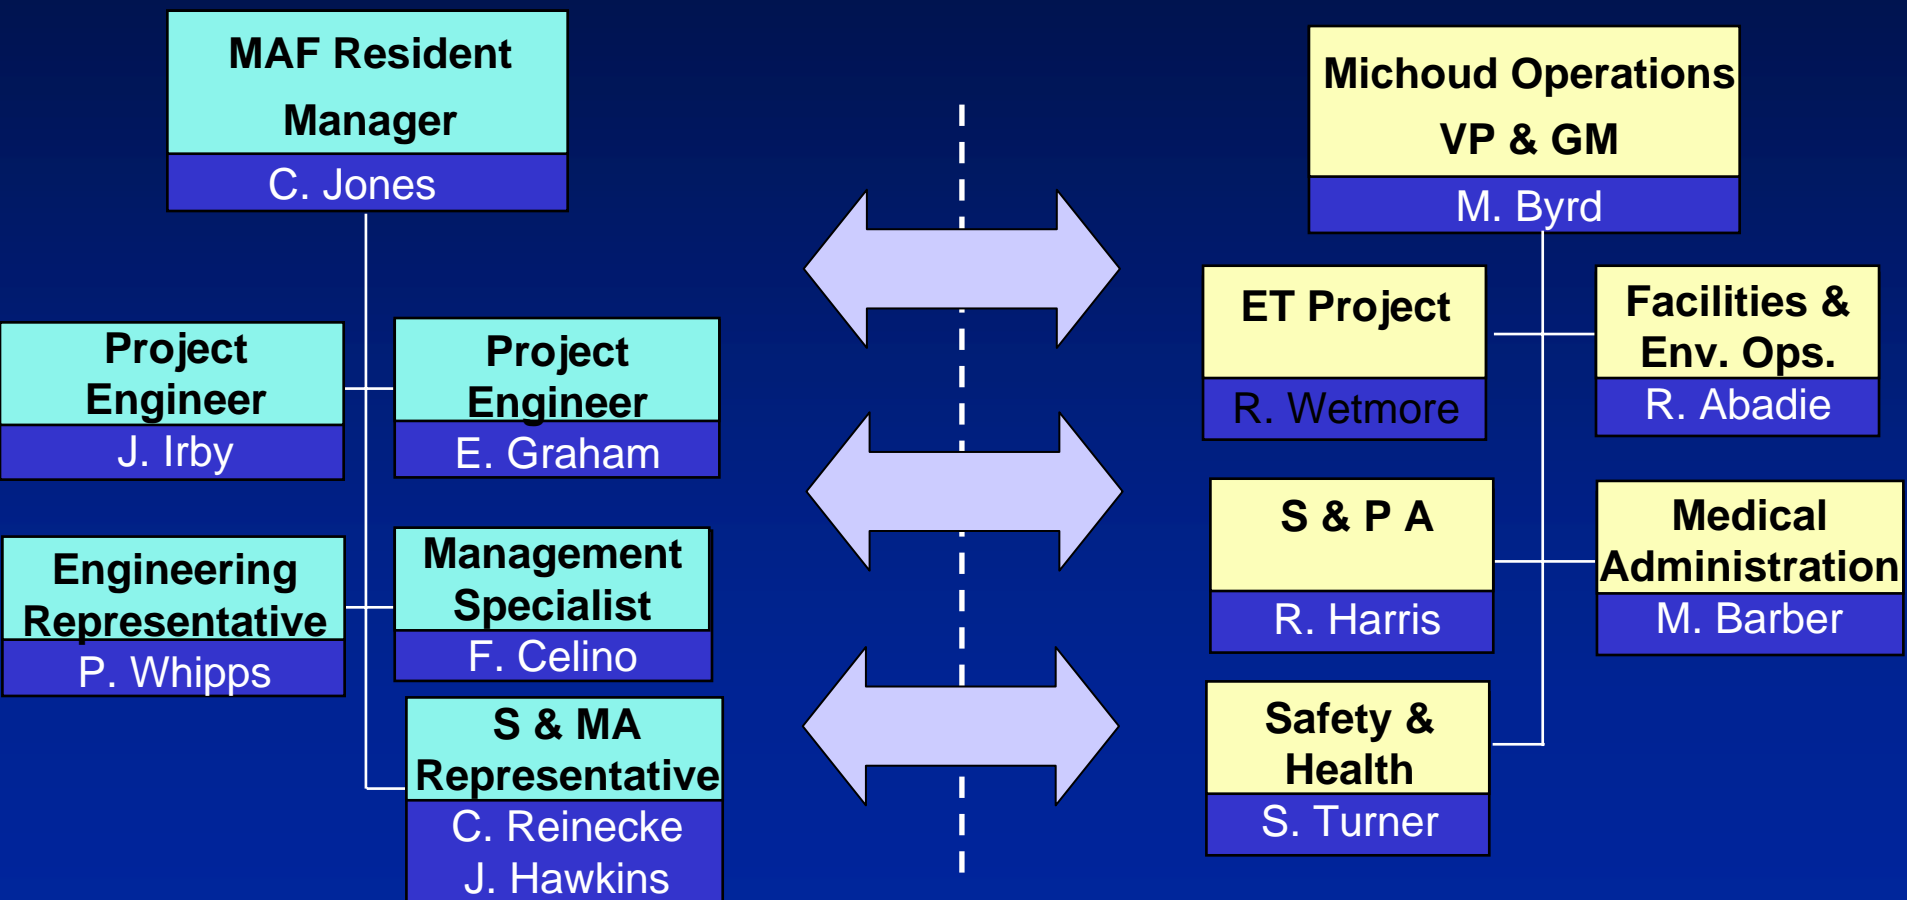 MAF Resident
Manager
C. Jones
Project
Engineer
J. Irby
Project
Engineer
E. Graham
Engineering
Representative
P. Whipps
Management
Specialist
F. Celino
S & MA
Representative
C. Reinecke
J. Hawkins
Michoud Operations
VP & GM
M. Byrd
ET Project
R. Wetmore
Facilities &
Env. Ops.
R. Abadie
S & P A
R. Harris
Medical
Administration
M. Barber
Safety &
Health
S. Turner